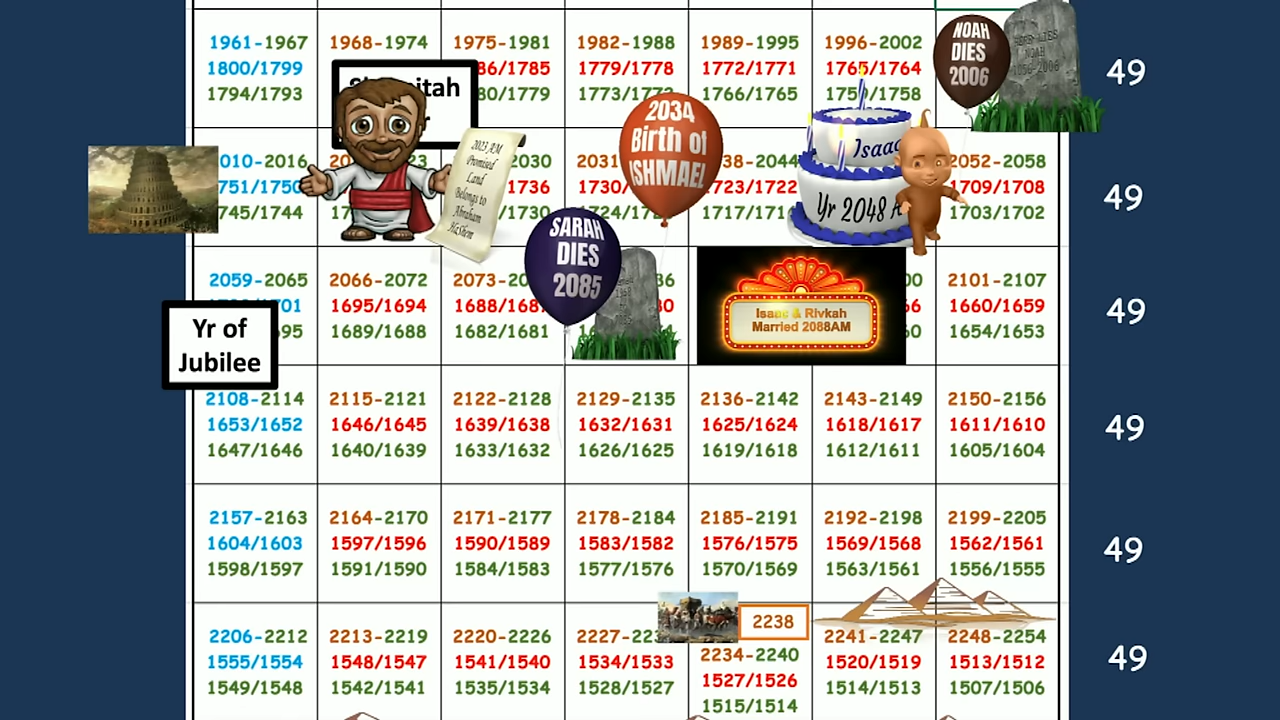 1961-1967 1968-1974 1975-1981 1982-1988 1989-1995 1996-2002
1800/1799 1779/1778 1772/1771 1765/1764
1794/1793 1766/1765
NOAH
DIES
2006
49
2023 AM
Promised
Land
Belongs to
Abraham
HaShem
2034
Birth of
ISHMAEL
Isaac
Yr 2048
2052-2058
1709/1708
1703/1702
49
2059-2065 2066-2072 2101-2107
1695/1694 1660/1659
1689/1688 1682/1681 1654/1653
SARAH
DIES
2085
Isaac & Rivkah
Married 2088AM
49
Yr of
Jubilee
2108-2114 2115-2121 2122-2128 2129-2135 2136-2142 2143-2149 2150-2156
1653/1652 1646/1645 1639/1638 1632/1631 1625/1624 1618/1617 1611/1610
1647/1646 1640/1639 1633/1632 1626/1625 1619/1618 1612/1611 1605/1604
49
2157-2163 2164-2170 2171-2177 2178-2184 2185-2191 2192-2198 2199-2205
1604/1603 1597/1596 1590/1589 1583/1582 1576/1575 1569/1568 1562/1561
1598/1597 1591/1590 1584/1583 1577/1576 1570/1569 1563/1561 1556/1555
49
2238
2206-2212 2213-2219 2220-2226 2234-2240 2241-2247 2248-2254
1555/1554 1548/1547 1541/1540 1534/1533 1527/1526 1520/1519 1513/1512
1549/1548 1542/1541 1535/1534 1528/1527 1515/1514 1514/1513 1507/1506
49